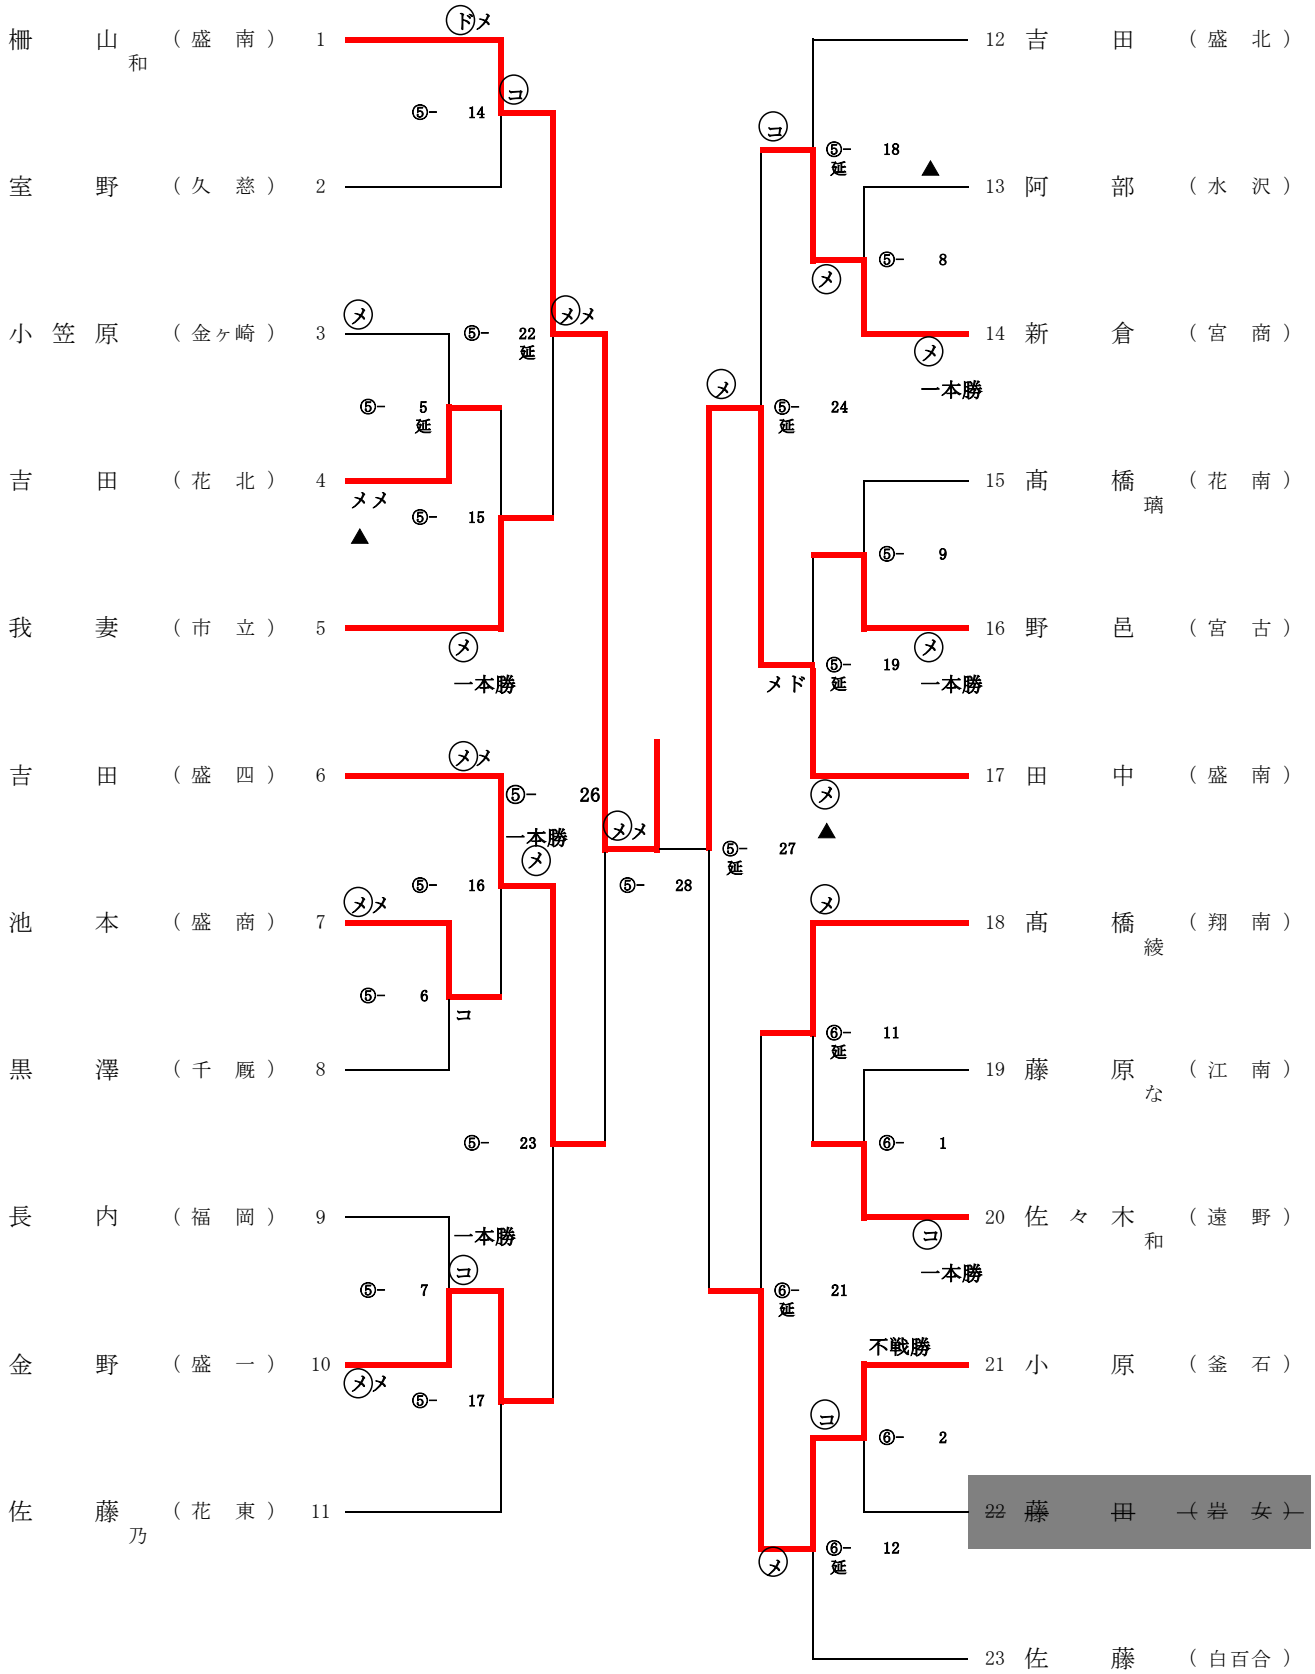 柵山和 （盛南） 1
ドメ
⑤- 14
コ
室野 （久慈） 2
小笠原 （金ヶ崎） 3
メ
⑤- 22
延
メメ
⑤- 5
延
吉田 （花北） 4
メメ
▲
⑤- 15
我妻 （市立） 5
メ
一本勝
吉田 （盛四） 6
メメ
⑤- 26
一本勝
メ
メメ
⑤- 16
⑤- 28
池本 （盛商） 7
メメ
⑤- 6
コ
黒澤 （千厩） 8
⑤- 23
長内 （福岡） 9
一本勝
コ
⑤- 7
金野 （盛一） 10
メメ
⑤- 17
佐藤乃 （花東） 11
12 吉田 （盛北）
コ
⑤- 18
延
▲
13 阿部 （水沢）
⑤- 8
メ
14 新倉 （宮商）
メ
一本勝
メ
⑤- 24
延
15 髙橋璃 （花南）
⑤- 9
16 野邑 （宮古）
メ
一本勝
⑤- 19
延
メド
17 田中 （盛南）
メ
▲
⑤- 27
延
メ
18 髙橋綾 （翔南）
⑥- 11
延
19 藤原な （江南）
⑥- 1
20 佐々木和 （遠野）
コ
一本勝
⑥- 21
延
不戦勝
21 小原 （釜石）
コ
⑥- 2
22 藤田 （岩女）
⑥- 12
延
メ
23 佐藤 （白百合）